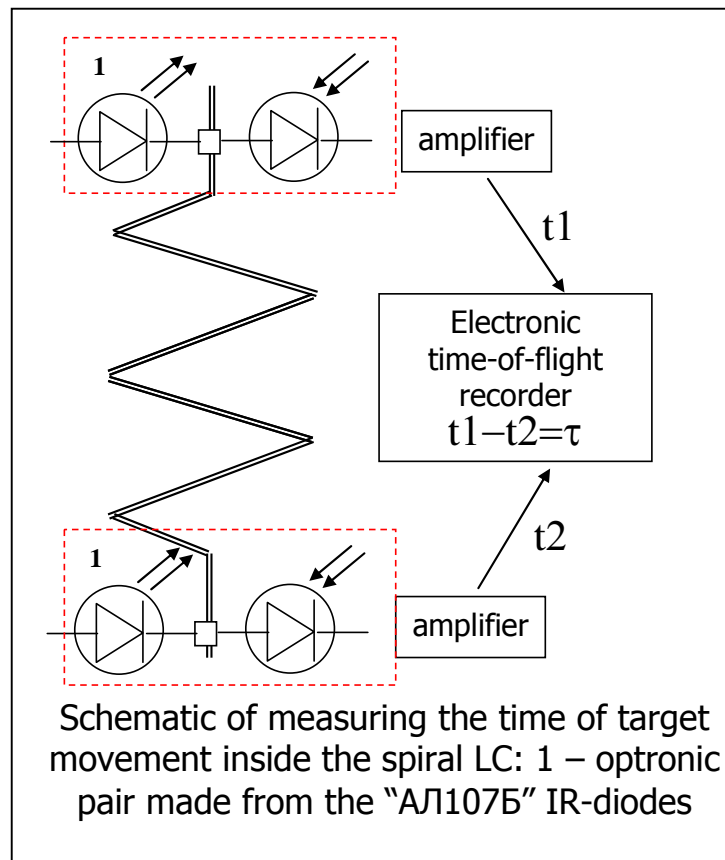 1
amplifier
t1
Electronic
time-of-flight
recorder
t1–t2=τ
t2
1
amplifier
Schematic of measuring the time of target
movement inside the spiral LC: 1 – optronic
pair made from the “АЛ107Б” IR-diodes